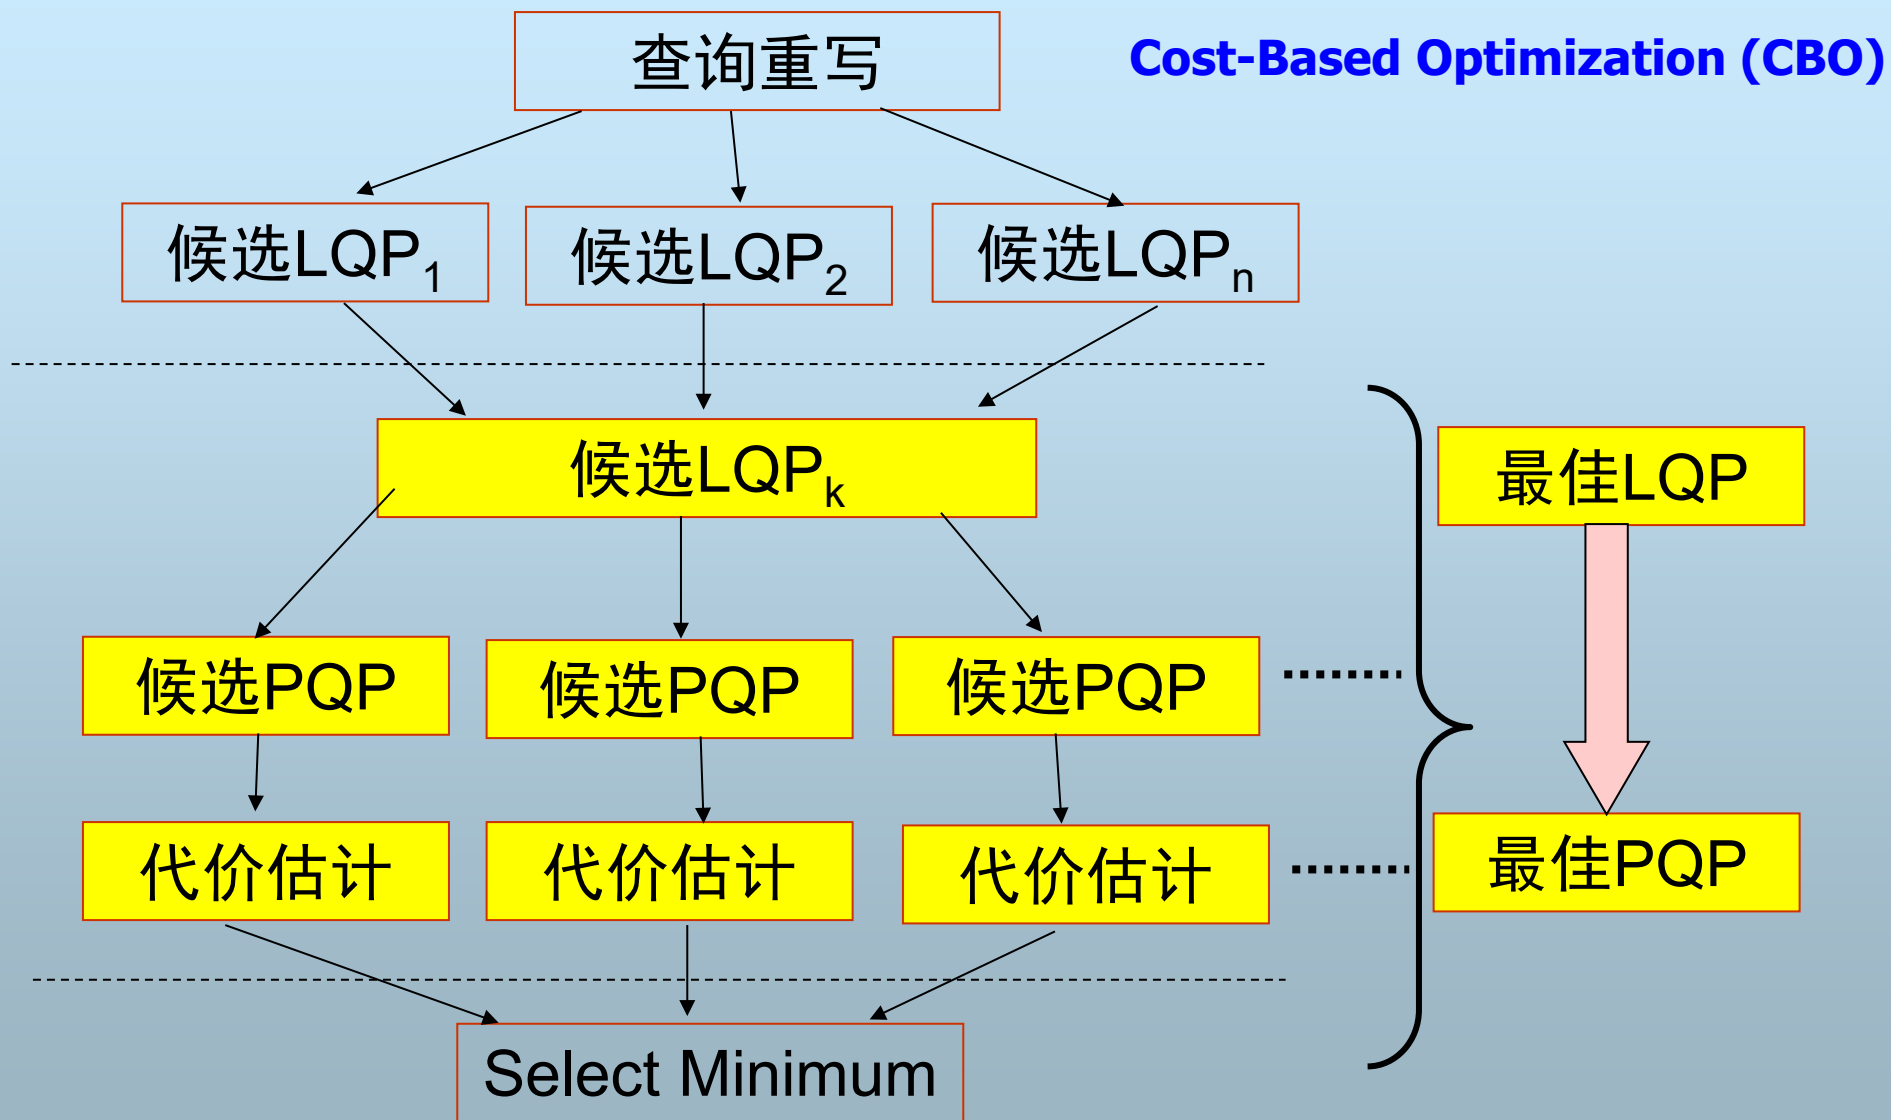 查询重写
Cost-Based Optimization (CBO)
候选LQP1
候选LQP2
候选LQPn
候选LQPk
最佳LQP
候选PQP
候选PQP
候选PQP
代价估计
代价估计
代价估计
最佳PQP
Select Minimum